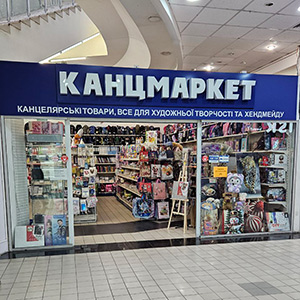 КАНЦМАРКЕТ
КАНЦЕЛЯРСЬКІ ТОВАРИ, ВСЕ ДЛЯ ХУДОЖНЬОЇ ТВОРЧОСТІ ТА ХЕНДМЕЙДУ